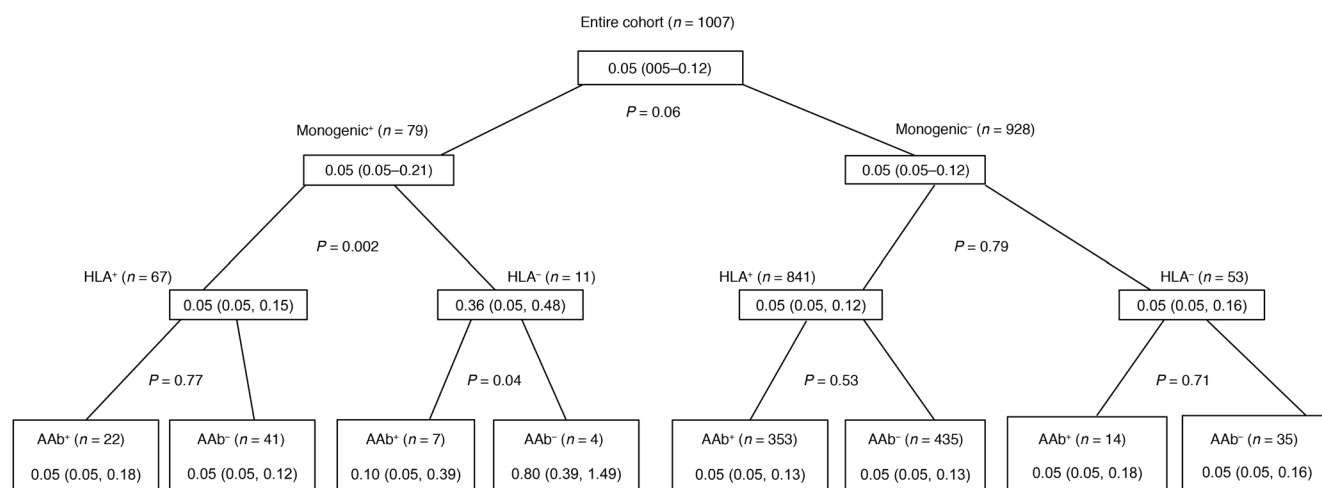 Entire cohort (n = 1007)
0.05 (005–0.12)
P = 0.06
Monogenic⁺ (n = 79)
Monogenic⁻ (n = 928)
0.05 (0.05–0.21)
0.05 (0.05–0.12)
P = 0.002
P = 0.79
HLA⁺ (n = 67)
HLA⁻ (n = 11)
HLA⁺ (n = 841)
HLA⁻ (n = 53)
0.05 (0.05, 0.15)
0.36 (0.05, 0.48)
0.05 (0.05, 0.12)
0.05 (0.05, 0.16)
P = 0.77
P = 0.04
P = 0.53
P = 0.71
AAb⁺ (n = 22)
0.05 (0.05, 0.18)
AAb⁻ (n = 41)
0.05 (0.05, 0.12)
AAb⁺ (n = 7)
0.10 (0.05, 0.39)
AAb⁻ (n = 4)
0.80 (0.39, 1.49)
AAb⁺ (n = 353)
0.05 (0.05, 0.13)
AAb⁻ (n = 435)
0.05 (0.05, 0.13)
AAb⁺ (n = 14)
0.05 (0.05, 0.18)
AAb⁻ (n = 35)
0.05 (0.05, 0.16)